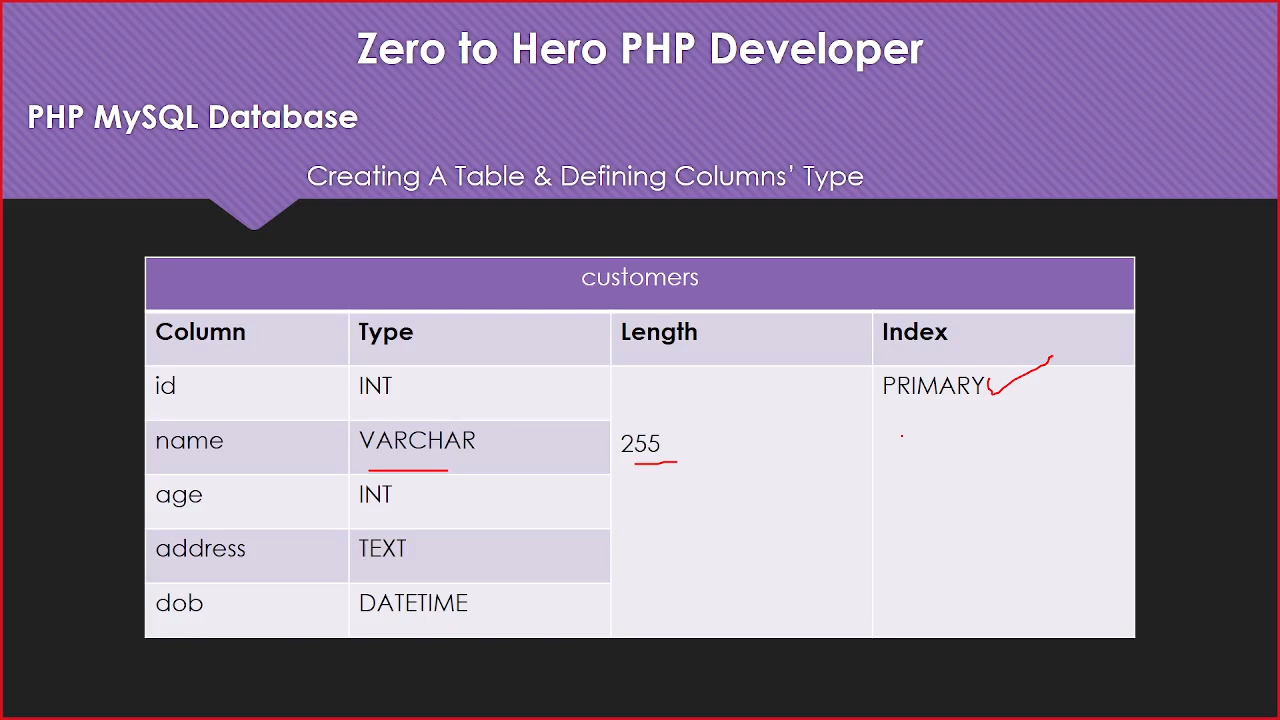 Zero to Hero PHP Developer
PHP MySQL Database
Creating A Table & Defining Columns’ Type
customers
Column Type Length Index
id INT PRIMARY
name VARCHAR 255
age INT
address TEXT
dob DATETIME